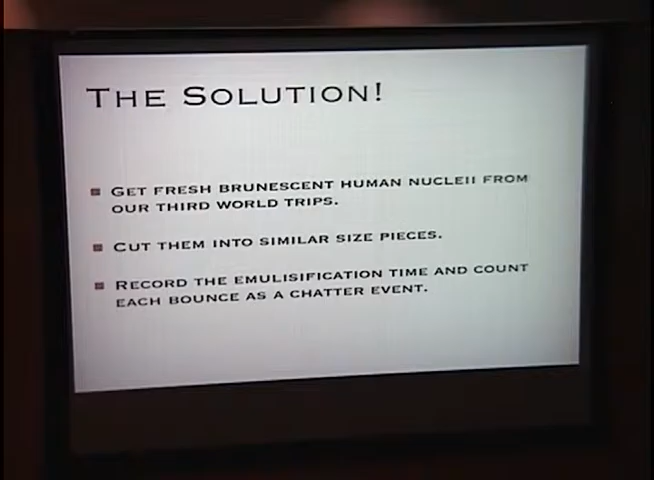 The Solution!
Get fresh brunescent human nucleii from
our third world trips.
Cut them into similar size pieces.
Record the emulisification time and count
each bounce as a chatter event.